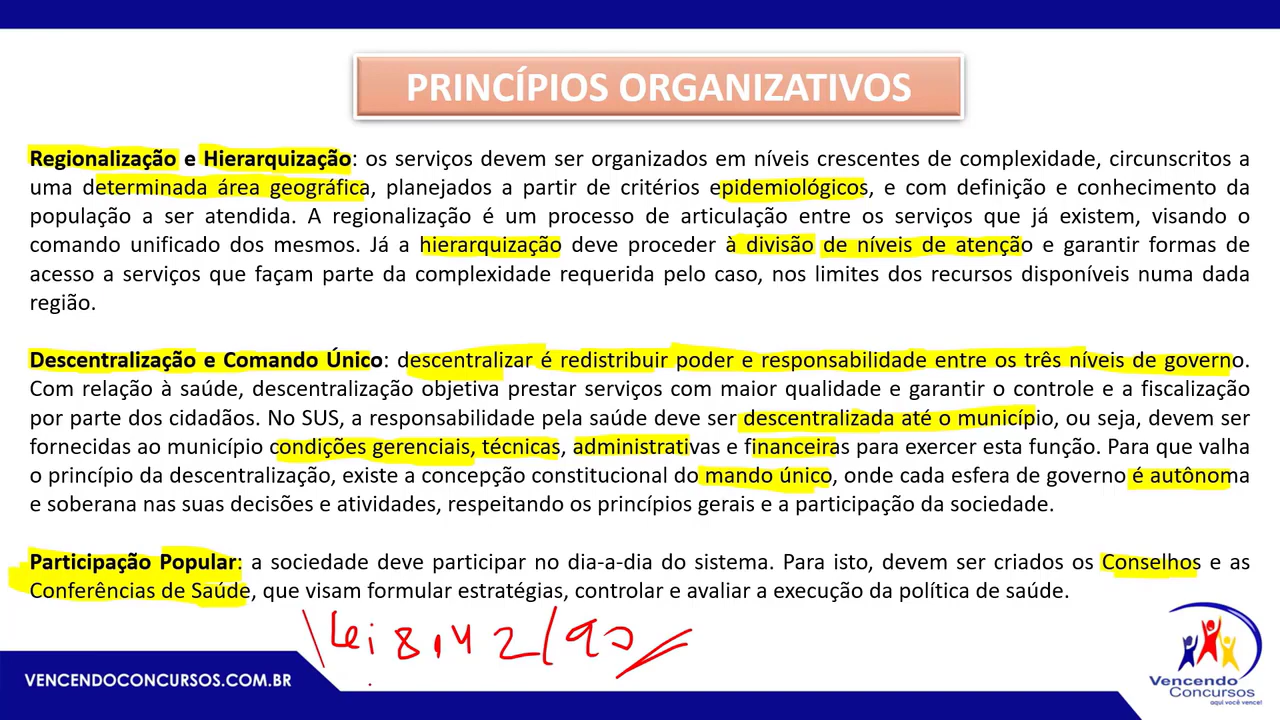 PRINCÍPIOS ORGANIZATIVOS
Regionalização e Hierarquização: os serviços devem ser organizados em níveis crescentes de complexidade, circunscritos a
uma determinada área geográfica, planejados a partir de critérios epidemiológicos, e com definição e conhecimento da
população a ser atendida. A regionalização é um processo de articulação entre os serviços que já existem, visando o
comando unificado dos mesmos. Já a hierarquização deve proceder à divisão de níveis de atenção e garantir formas de
acesso a serviços que façam parte da complexidade requerida pelo caso, nos limites dos recursos disponíveis numa dada
região.
Descentralização e Comando Único: descentralizar é redistribuir poder e responsabilidade entre os três níveis de governo.
Com relação à saúde, descentralização objetiva prestar serviços com maior qualidade e garantir o controle e a fiscalização
por parte dos cidadãos. No SUS, a responsabilidade pela saúde deve ser descentralizada até o município, ou seja, devem ser
fornecidas ao município condições gerenciais, técnicas, administrativas e financeiras para exercer esta função. Para que valha
o princípio da descentralização, existe a concepção constitucional do mando único, onde cada esfera de governo é autônoma
e soberana nas suas decisões e atividades, respeitando os princípios gerais e a participação da sociedade.
Participação Popular: a sociedade deve participar no dia-a-dia do sistema. Para isto, devem ser criados os Conselhos e as
Conferências de Saúde, que visam formular estratégias, controlar e avaliar a execução da política de saúde.
Lei 8.142/90
VENCENDOCONCURSOS.COM.BR
Vencendo
Concursos
aqui você vence!